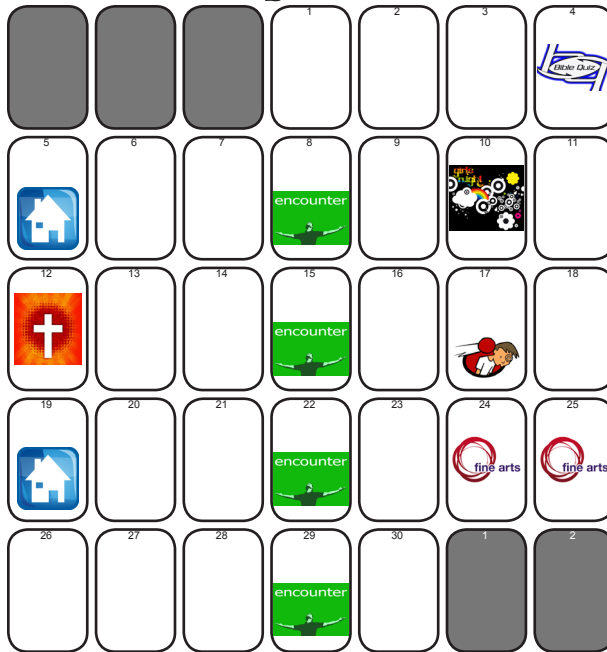 1 2 3 4
Bible Quiz
5 6 7 8 9 10 11
encounter
girls
night
12 13 14 15 16 17 18
encounter
19 20 21 22 23 24 25
encounter
fine arts
fine arts
26 27 28 29 30 1 2
encounter